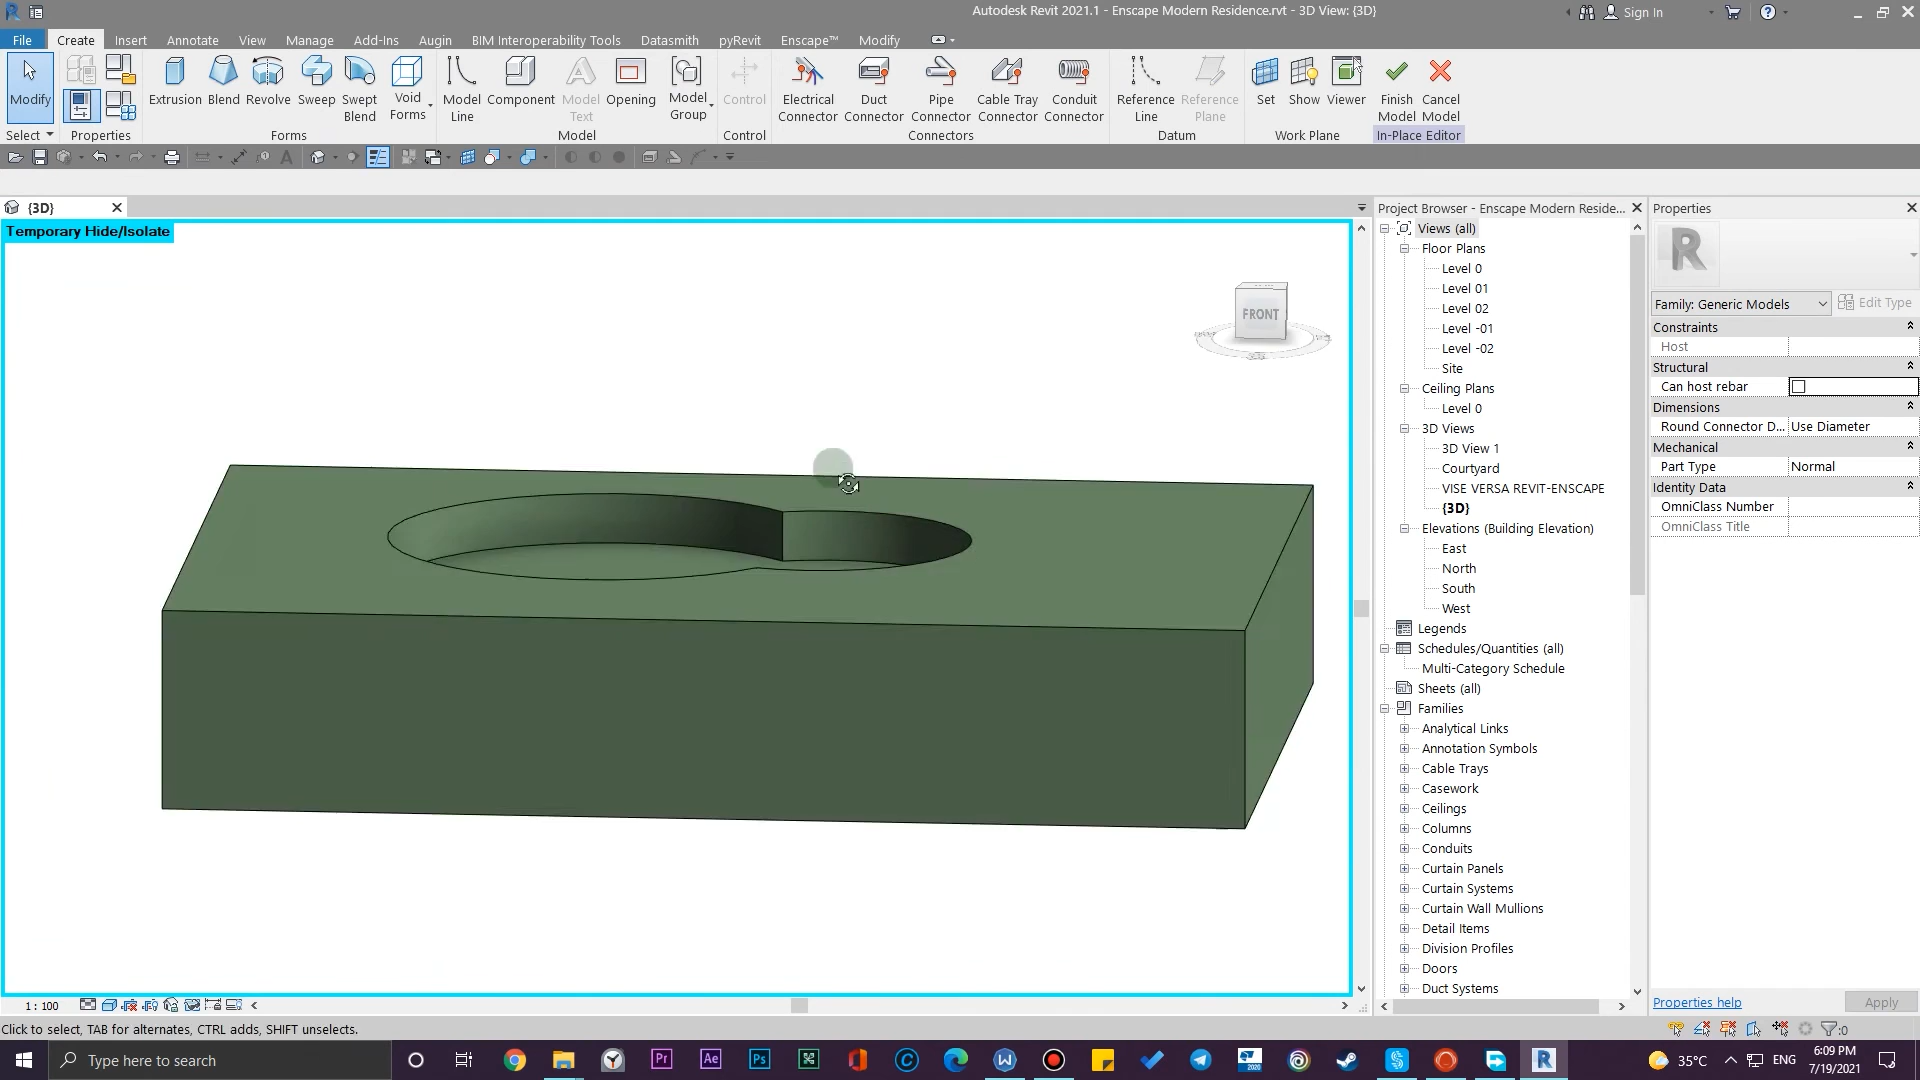 Autodesk Revit 2021.1 - Enscape Modern Residence.rvt - 3D View: {3D}
Sign In
File Create Insert Annotate View Manage Add-Ins Augin BIM Interoperability Tools Datasmith pyRevit Enscape™ Modify
Modify
Extrusion Blend Revolve Sweep Swept Blend Void Forms
Model Line Component Model Text Opening Model Group
Control
Electrical Connector Duct Connector Pipe Connector Cable Tray Connector Conduit Connector
Reference Line Reference Plane
Set Show Viewer
Finish Model Cancel Model
Select Properties Forms Model Control Connectors Datum Work Plane In-Place Editor
{3D}
Temporary Hide/Isolate
FRONT
Project Browser - Enscape Modern Reside...
Views (all)
Floor Plans
Level 0
Level 01
Level 02
Level -01
Level -02
Site
Ceiling Plans
Level 0
3D Views
3D View 1
Courtyard
VISE VERSA REVIT-ENSCAPE
{3D}
Elevations (Building Elevation)
East
North
South
West
Legends
Schedules/Quantities (all)
Multi-Category Schedule
Sheets (all)
Families
Analytical Links
Annotation Symbols
Cable Trays
Casework
Ceilings
Columns
Conduits
Curtain Panels
Curtain Systems
Curtain Wall Mullions
Detail Items
Division Profiles
Doors
Duct Systems
Properties
R
Family: Generic Models Edit Type
Constraints
Host
Structural
Can host rebar
Dimensions
Round Connector D... Use Diameter
Mechanical
Part Type Normal
Identity Data
OmniClass Number
OmniClass Title
Properties help Apply
1 : 100
Click to select, TAB for alternates, CTRL adds, SHIFT unselects.
:0
Type here to search
Pr Ae Ps
35°C ENG
6:09 PM
7/19/2021